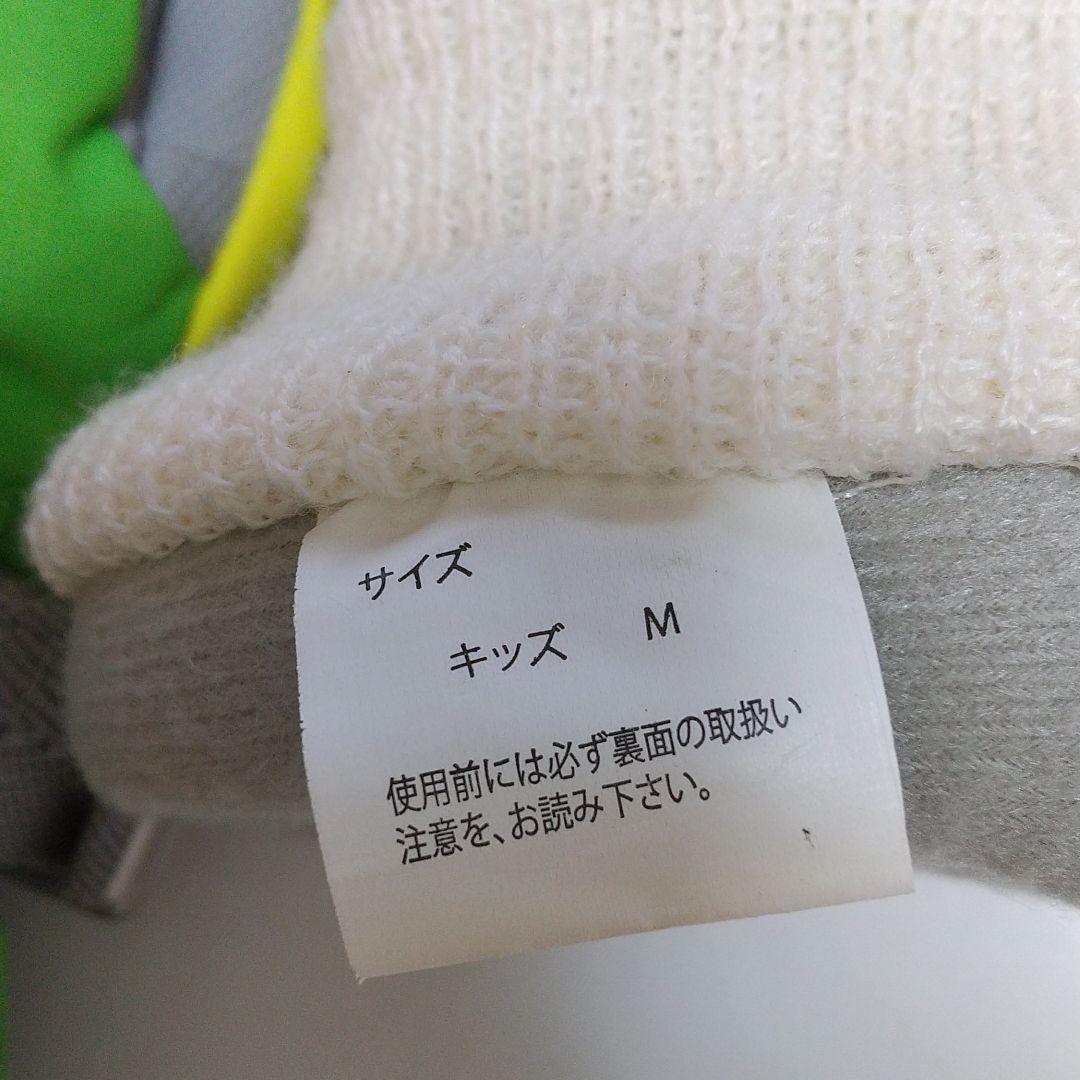 サイズ
キッズ M
使用前には必ず裏面の取扱い
注意を、お読み下さい。